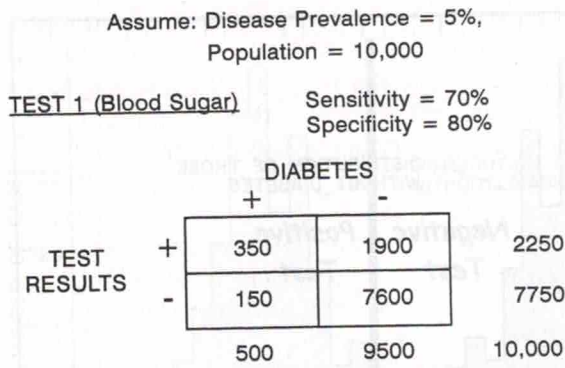 Assume: Disease Prevalence = 5%,
Population = 10,000
TEST 1 (Blood Sugar) Sensitivity = 70%
Specificity = 80%
DIABETES
+ -
TEST RESULTS + 350 1900 2250
- 150 7600 7750
500 9500 10,000